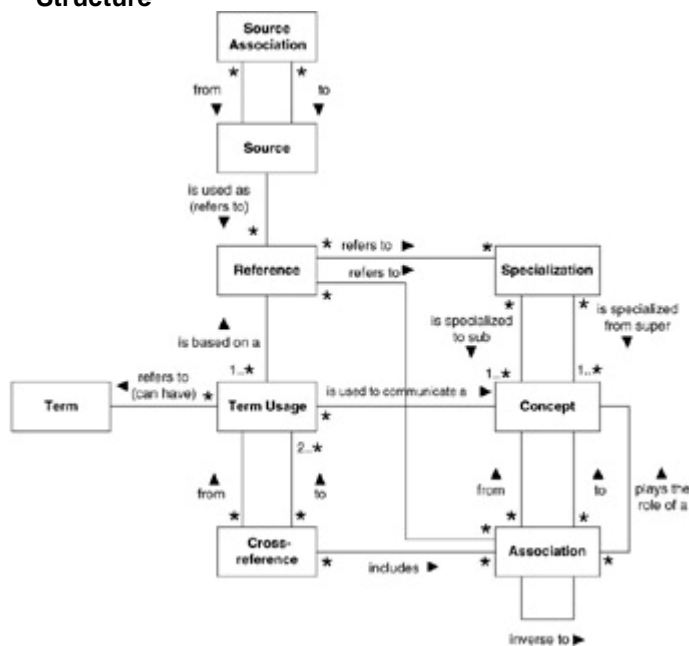 Structure
Source
Association
*
*
from
to
▼
▼
Source
is used as
(refers to)
▼
*
Reference
*
refers to ►
*
refers to ►
*
Specialization
*
*
▲
is based on a
is specialized
to sub
▼
is specialized
from super
▼
1..*
1..*
1..*
Term
◄ refers to
(can have)
*
Term Usage
*
is used to communicate a ►
Concept
2..*
▲
from
▲
to
▲
from
▲
to
▲
plays the
role of a
*
*
*
*
*
Cross-
reference
*
includes ►
*
Association
*
inverse to ►